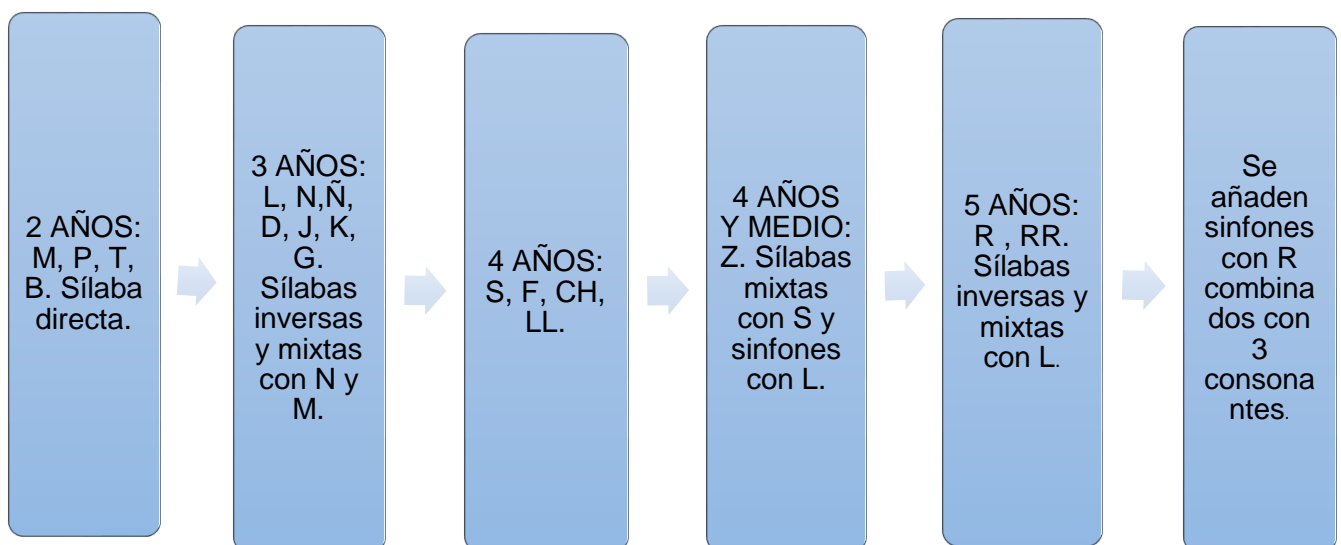 2 AÑOS:
M, P, T,
B. Sílaba
directa.
3 AÑOS:
L, N,Ñ,
D, J, K,
G.
Sílabas
inversas
y mixtas
con N y
M.
4 AÑOS:
S, F, CH,
LL.
4 AÑOS
Y MEDIO:
Z. Sílabas
mixtas
con S y
sinfones
con L.
5 AÑOS:
R , RR.
Sílabas
inversas y
mixtas
con L.
Se
añaden
sinfones
con R
combina
dos con
3
consona
ntes.